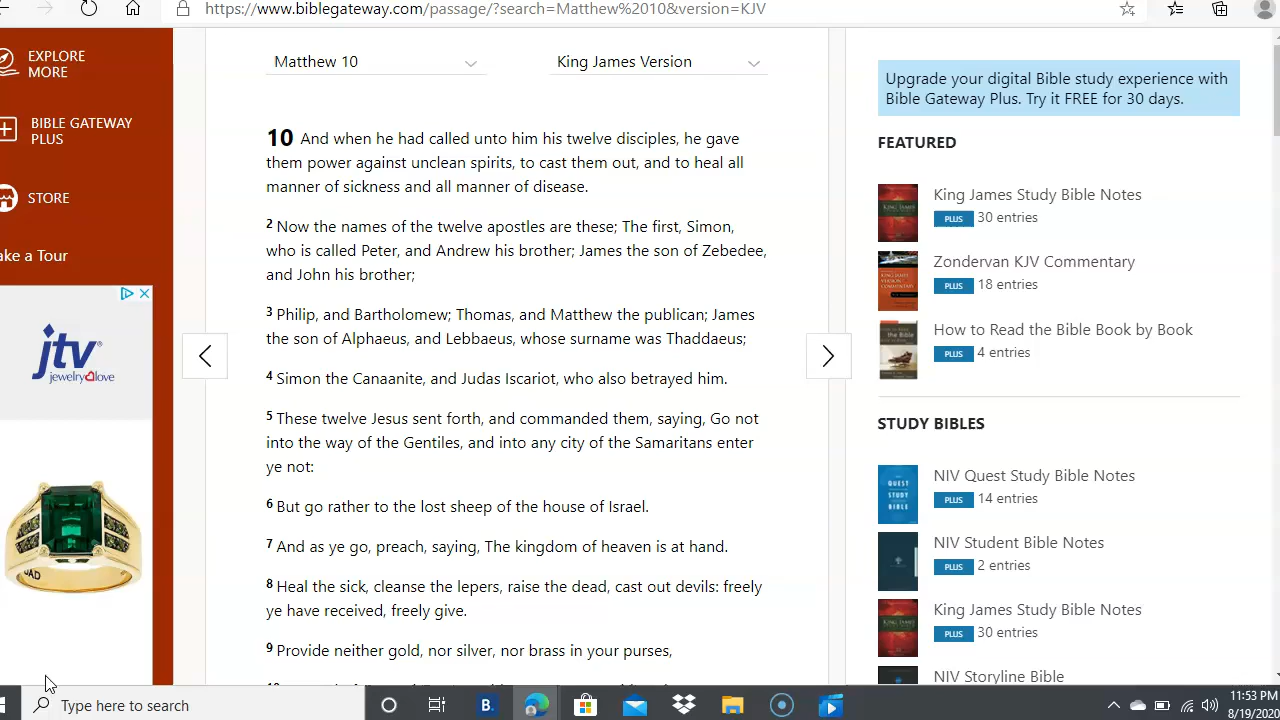 https://www.biblegateway.com/passage/?search=Matthew%2010&version=KJV
EXPLORE
MORE
BIBLE GATEWAY
PLUS
STORE
ake a Tour
jtv
jewelry love
JAD
Matthew 10
King James Version
10 And when he had called unto him his twelve disciples, he gave
them power against unclean spirits, to cast them out, and to heal all
manner of sickness and all manner of disease.
2 Now the names of the twelve apostles are these; The first, Simon,
who is called Peter, and Andrew his brother; James the son of Zebedee,
and John his brother;
3 Philip, and Bartholomew; Thomas, and Matthew the publican; James
the son of Alphaeus, and Lebbaeus, whose surname was Thaddaeus;
4 Simon the Canaanite, and Judas Iscariot, who also betrayed him.
5 These twelve Jesus sent forth, and commanded them, saying, Go not
into the way of the Gentiles, and into any city of the Samaritans enter
ye not:
6 But go rather to the lost sheep of the house of Israel.
7 And as ye go, preach, saying, The kingdom of heaven is at hand.
8 Heal the sick, cleanse the lepers, raise the dead, cast out devils: freely
ye have received, freely give.
9 Provide neither gold, nor silver, nor brass in your purses,
Upgrade your digital Bible study experience with
Bible Gateway Plus. Try it FREE for 30 days.
FEATURED
King James Study Bible Notes
PLUS 30 entries
Zondervan KJV Commentary
PLUS 18 entries
How to Read the Bible Book by Book
PLUS 4 entries
STUDY BIBLES
NIV Quest Study Bible Notes
PLUS 14 entries
QUEST
STUDY
BIBLE
NIV Student Bible Notes
PLUS 2 entries
King James Study Bible Notes
PLUS 30 entries
NIV Storyline Bible
Type here to search
B.
11:53 PM
8/19/2020